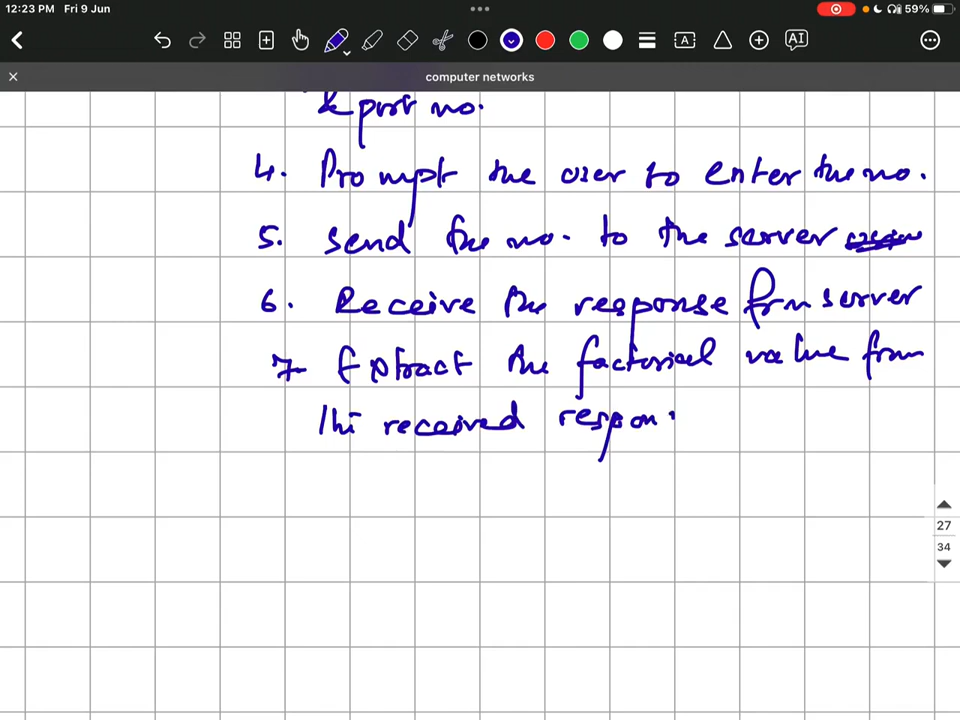 12:23 PM Fri 9 Jun
59%
A
AI
computer networks
& port no.
4. Prompt the user to enter the no.
5. send the no. to the server
6. Receive the response from server
7. Extract the factorial value from
the received respon
27
34